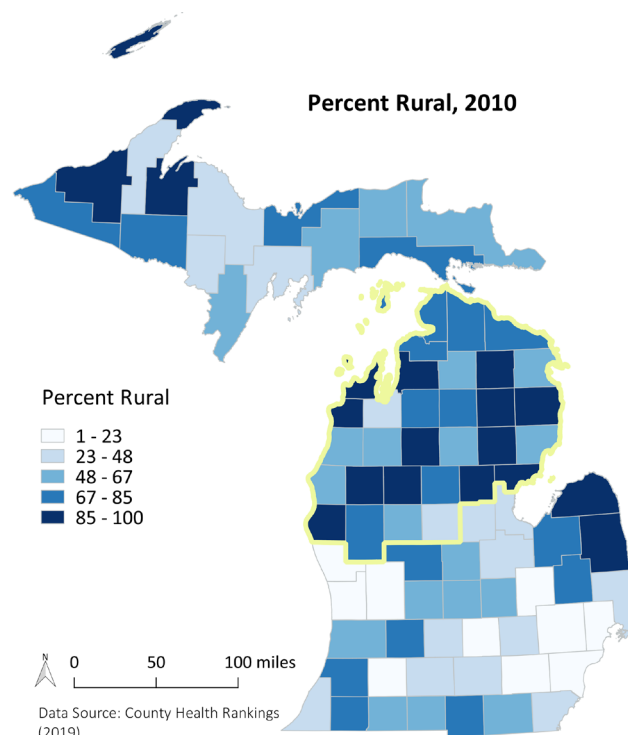 Percent Rural, 2010
Percent Rural
1 - 23
23 - 48
48 - 67
67 - 85
85 - 100
N
0 50 100 miles
Data Source: County Health Rankings
(2019)